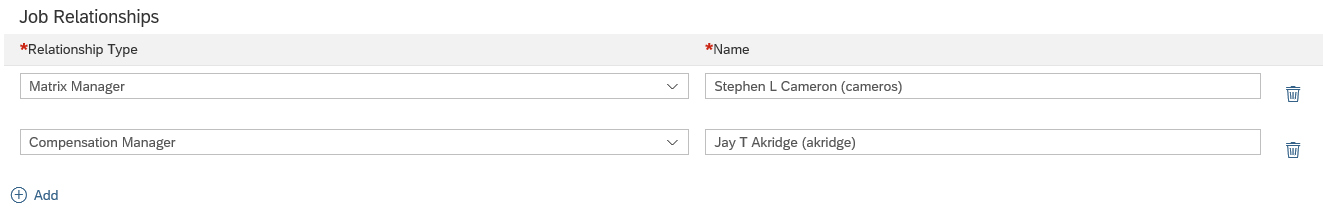 Job Relationships
*Relationship Type *Name
Matrix Manager Stephen L Cameron (cameros)
Compensation Manager Jay T Akridge (akridge)
Add